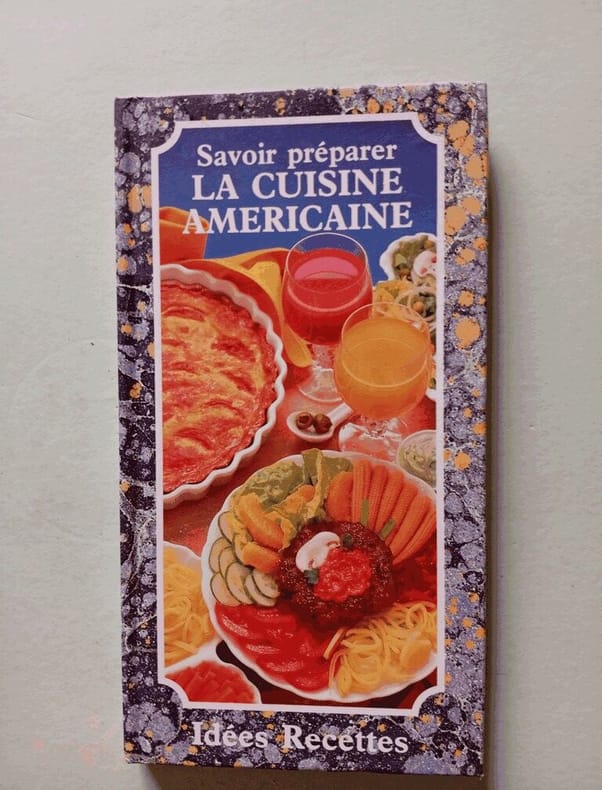 Savoir préparer
LA CUISINE
AMERICAINE
Idées Recettes